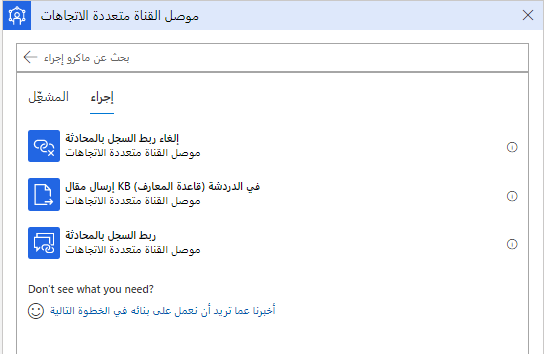 موصل القناة متعددة الاتجاهات
بحث عن ماكرو إجراء
إجراء
المشغّل
إلغاء ربط السجل بالمحادثة
موصل القناة متعددة الاتجاهات
إرسال مقال KB (قاعدة المعارف) في الدردشة
موصل القناة متعددة الاتجاهات
ربط السجل بالمحادثة
موصل القناة متعددة الاتجاهات
Don't see what you need?
أخبرنا عما تريد أن نعمل على بنائه في الخطوة التالية